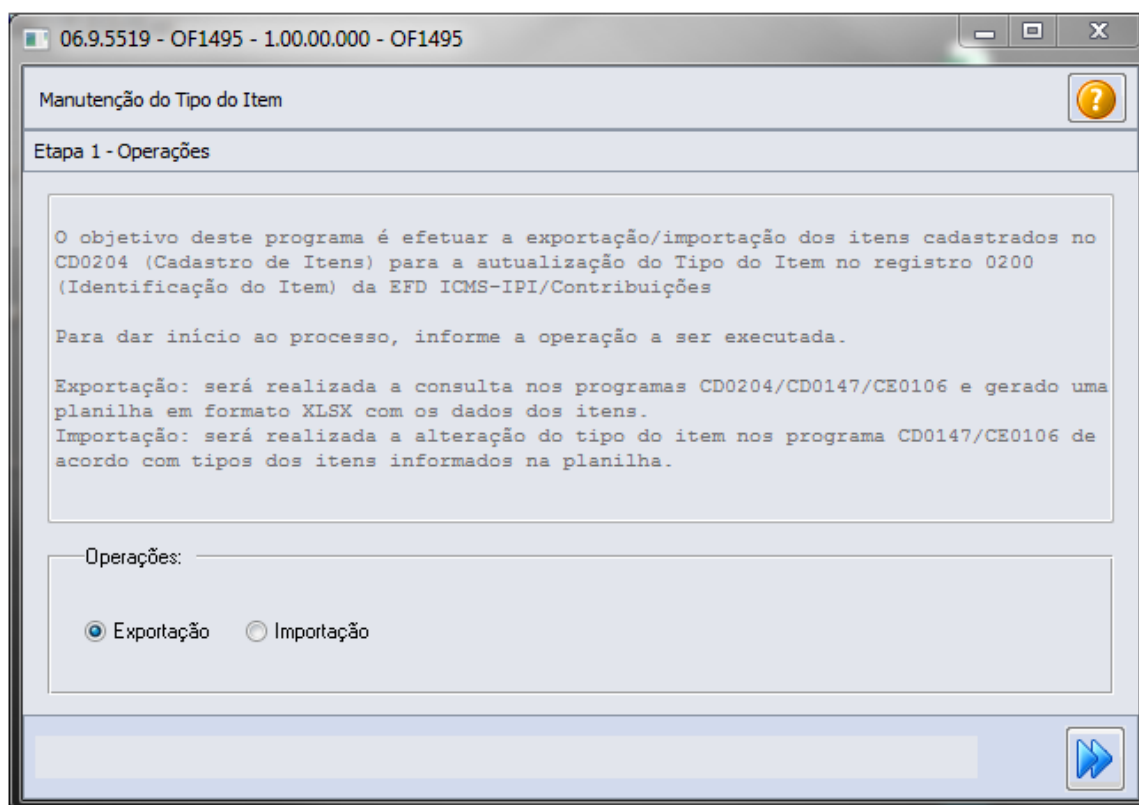 06.9.5519 - OF1495 - 1.00.00.000 - OF1495
Manutenção do Tipo do Item
Etapa 1 - Operações
O objetivo deste programa é efetuar a exportação/importação dos itens cadastrados no
CD0204 (Cadastro de Itens) para a autualização do Tipo do Item no registro 0200
(Identificação do Item) da EFD ICMS-IPI/Contribuições
Para dar início ao processo, informe a operação a ser executada.
Exportação: será realizada a consulta nos programas CD0204/CD0147/CE0106 e gerado uma
planilha em formato XLSX com os dados dos itens.
Importação: será realizada a alteração do tipo do item nos programa CD0147/CE0106 de
acordo com tipos dos itens informados na planilha.
Operações:
Exportação Importação